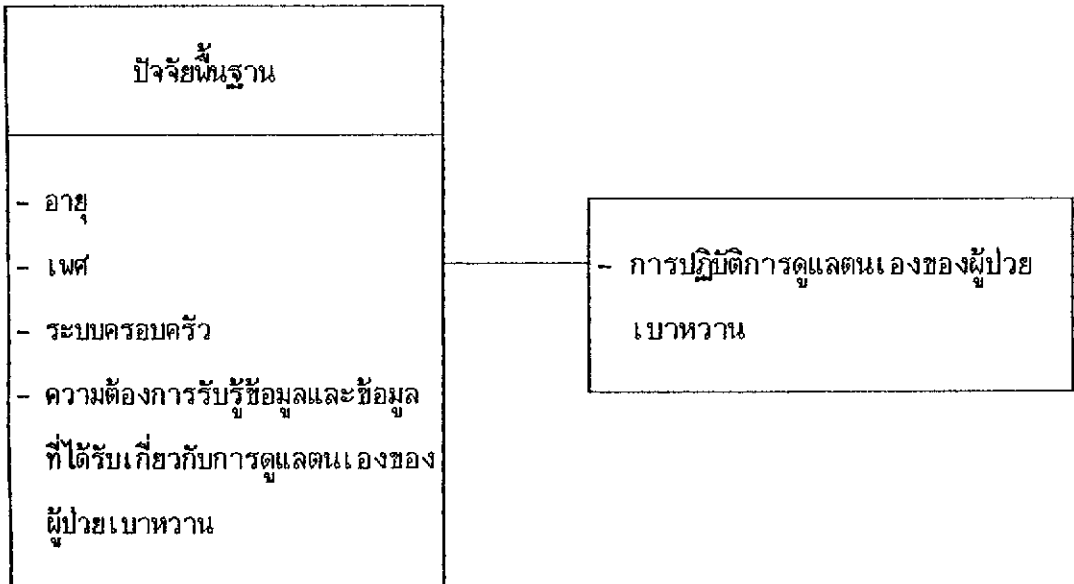 ปัจจัยพื้นฐาน
- อายุ
- เพศ
- ระบบครอบครัว
- ความต้องการรับรู้ข้อมูลและข้อมูล
ที่ได้รับเกี่ยวกับการดูแลตนเองของ
ผู้ป่วยเบาหวาน
- การปฏิบัติการดูแลตนเองของผู้ป่วย
เบาหวาน